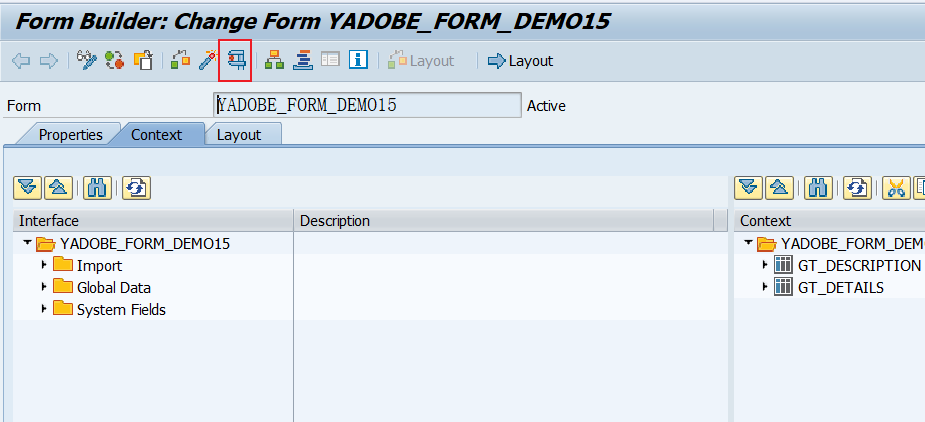 Form Builder: Change Form YADOBE_FORM_DEMO15
Layout Layout
Form YADOBE_FORM_DEMO15 Active
Properties Context Layout
Interface Description Context
YADOBE_FORM_DEMO15 YADOBE_FORM_DEM
Import GT_DESCRIPTION
Global Data GT_DETAILS
System Fields